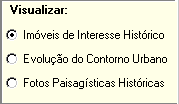 Visualizar:
Imóveis de Interesse Histórico
Evolução do Contorno Urbano
Fotos Paisagísticas Históricas